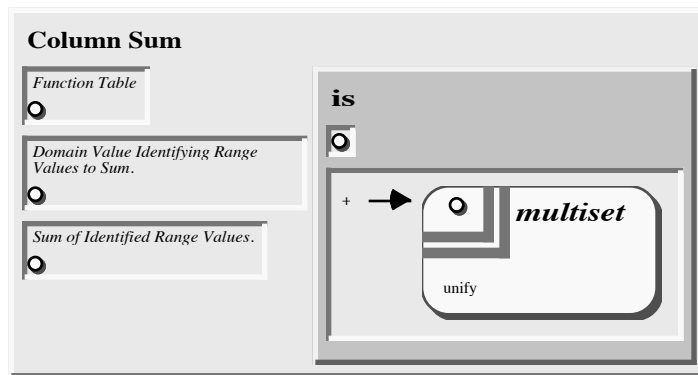 Column Sum
Function Table
Domain Value Identifying Range
Values to Sum.
Sum of Identified Range Values.
is
+
multiset
unify